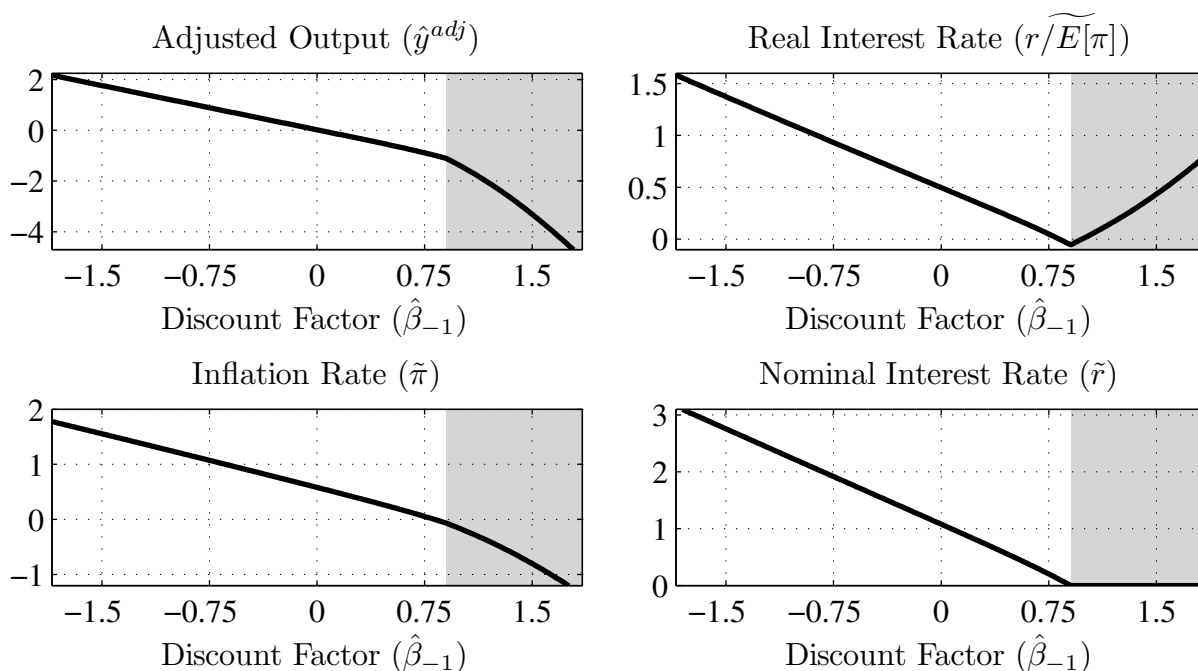 Adjusted Output (ŷ^{adj})
2
0
−2
−4
−1.5 −0.75 0 0.75 1.5
Discount Factor (β̂_{−1})
Real Interest Rate (r/\widetilde{E[π]})
1.5
1
0.5
0
−1.5 −0.75 0 0.75 1.5
Discount Factor (β̂_{−1})
Inflation Rate (π̃)
2
1
0
−1
−1.5 −0.75 0 0.75 1.5
Discount Factor (β̂_{−1})
Nominal Interest Rate (r̃)
3
2
1
0
−1.5 −0.75 0 0.75 1.5
Discount Factor (β̂_{−1})